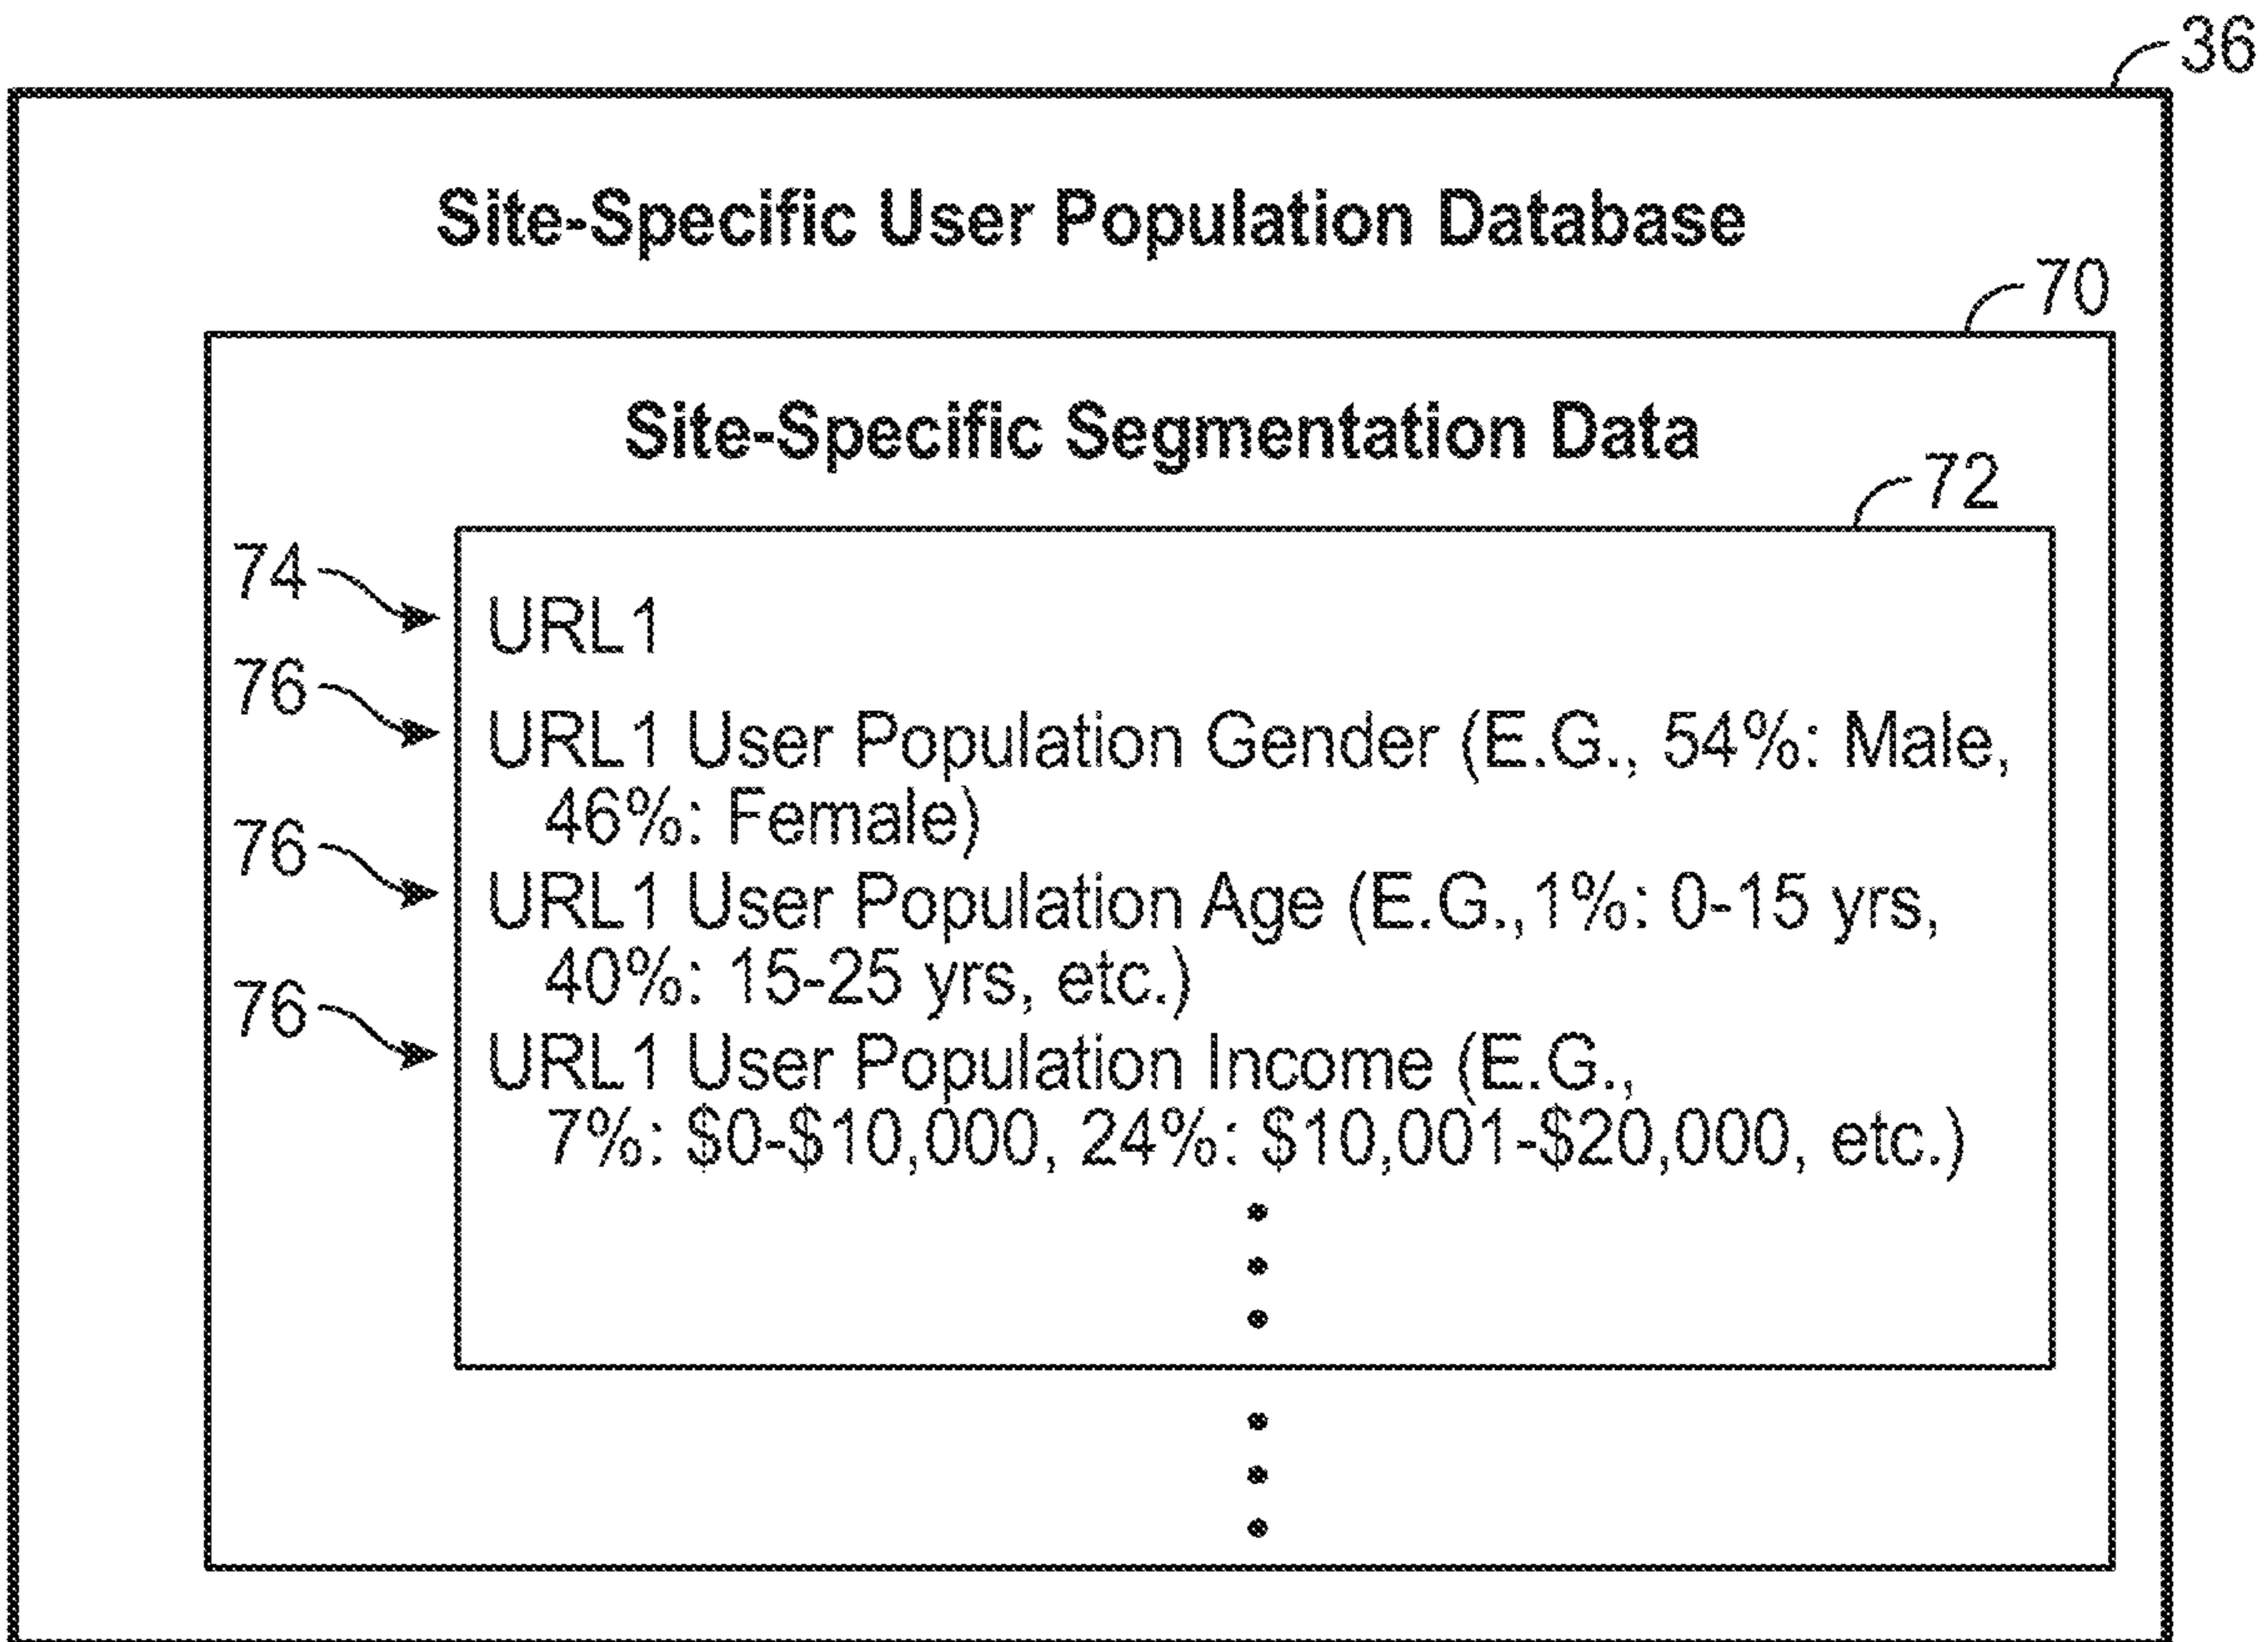 36
Site-Specific User Population Database
70
Site-Specific Segmentation Data
72
74
URL1
76
URL1 User Population Gender (E.G., 54%: Male,
46%: Female)
76
URL1 User Population Age (E.G.,1%: 0-15 yrs,
40%: 15-25 yrs, etc.)
76
URL1 User Population Income (E.G.,
7%: $0-$10,000, 24%: $10,001-$20,000, etc.)